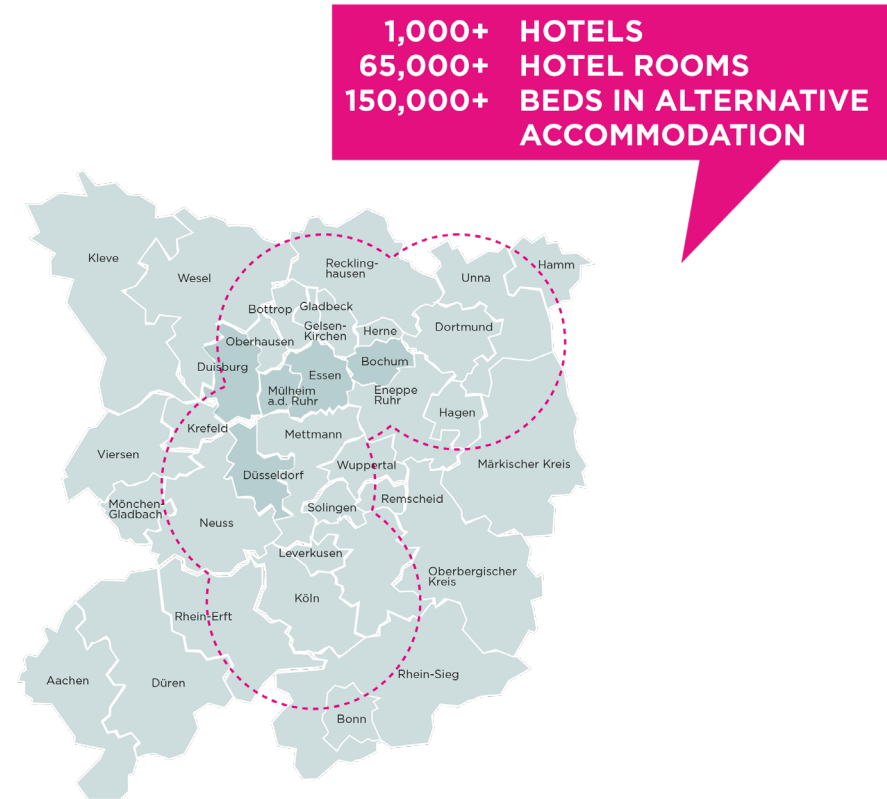 1,000+ HOTELS
65,000+ HOTEL ROOMS
150,000+ BEDS IN ALTERNATIVE
ACCOMMODATION
Kleve
Wesel
Reckling-
hausen
Unna
Hamm
Bottrop
Gladbeck
Gelsen-
Kirchen
Herne
Dortmund
Oberhausen
Duisburg
Essen
Bochum
Mülheim
a.d. Ruhr
Eneppe
Ruhr
Hagen
Krefeld
Mettmann
Viersen
Düsseldorf
Wuppertal
Märkischer Kreis
Mönchen-
Gladbach
Neuss
Solingen
Remscheid
Leverkusen
Oberbergischer
Kreis
Köln
Rhein-Erft
Aachen
Düren
Rhein-Sieg
Bonn